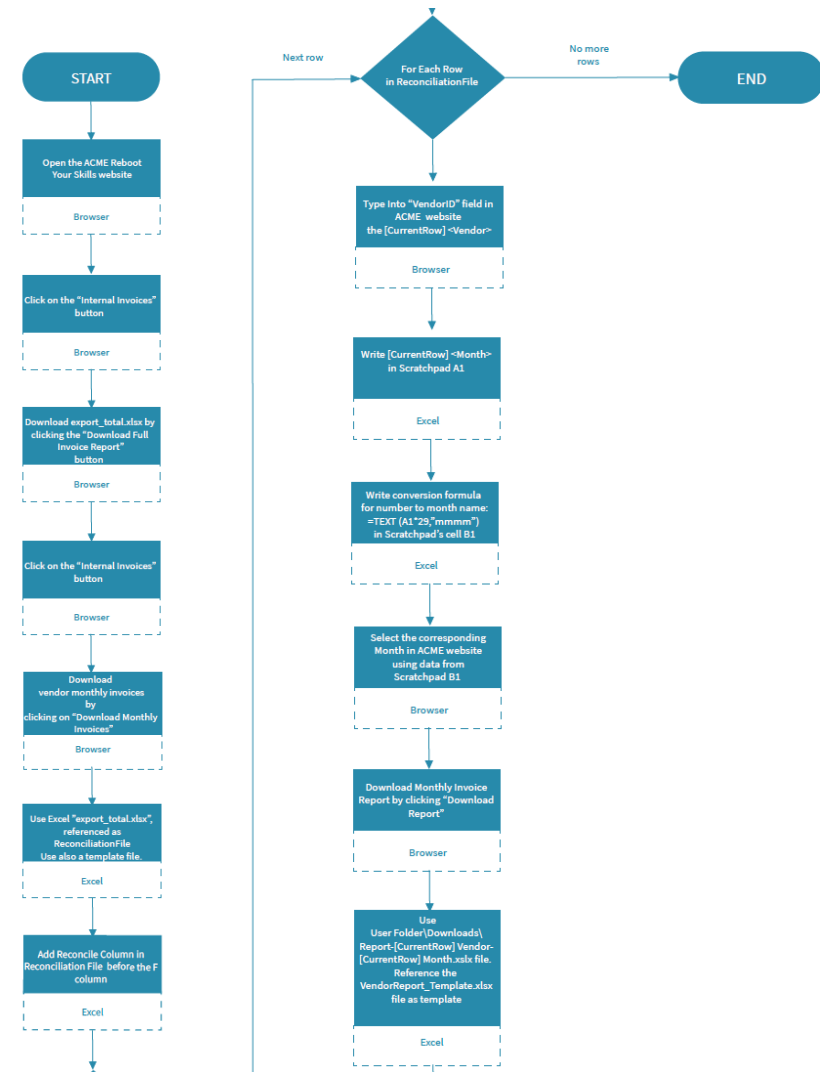 START
Open the ACME Reboot
Your Skills website
Browser
Click on the “Internal Invoices”
button
Browser
Download export_total.xlsx by
clicking the “Download Full
Invoice Report”
button
Browser
Click on the “Internal Invoices”
button
Browser
Download
vendor monthly invoices
by
clicking on “Download Monthly
Invoices”
Browser
Use Excel "export_total.xlsx",
referenced as
ReconciliationFile
Use also a template file.
Excel
Add Reconcile Column in
Reconciliation File before the F
column
Excel
Next row
For Each Row
in ReconciliationFile
No more
rows
END
Type Into “VendorID” field in
ACME website
the [CurrentRow] <Vendor>
Browser
Write [CurrentRow] <Month>
in Scratchpad A1
Excel
Write conversion formula
for number to month name:
=TEXT (A1*29,"mmmm")
in Scratchpad's cell B1
Excel
Select the corresponding
Month in ACME website
using data from
Scratchpad B1
Browser
Download Monthly Invoice
Report by clicking “Download
Report”
Browser
Use
User Folder\Downloads\
Report-[CurrentRow] Vendor-
[CurrentRow] Month.xslx file.
Reference the
VendorReport_Template.xlsx
file as template
Excel